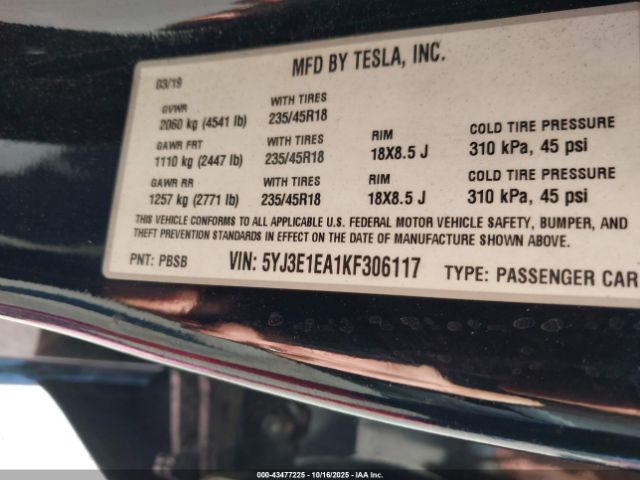 MFD BY TESLA, INC.
03/19
GVWR WITH TIRES
2060 kg (4541 lb) 235/45R18
GAWR FRT WITH TIRES RIM COLD TIRE PRESSURE
1110 kg (2447 lb) 235/45R18 18X8.5 J 310 kPa, 45 psi
GAWR RR WITH TIRES RIM COLD TIRE PRESSURE
1257 kg (2771 lb) 235/45R18 18X8.5 J 310 kPa, 45 psi
THIS VEHICLE CONFORMS TO ALL APPLICABLE U.S. FEDERAL MOTOR VEHICLE SAFETY, BUMPER, AND
THEFT PREVENTION STANDARDS IN EFFECT ON THE DATE OF MANUFACTURE SHOWN ABOVE.
PNT: PBSB VIN: 5YJ3E1EA1KF306117 TYPE: PASSENGER CAR
00-43477225 - 10/16/2025 - IAA Inc.